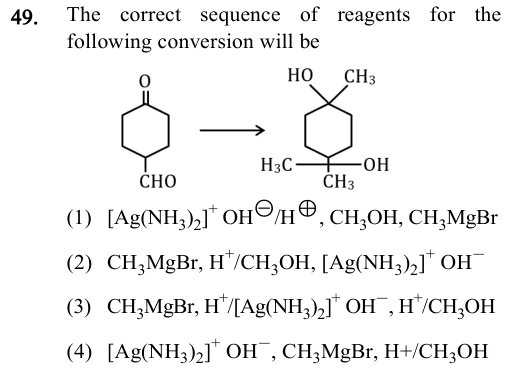 49. The correct sequence of reagents for the
following conversion will be
O
CHO
HO CH₃
H₃C OH
CH₃
(1) [Ag(NH₃)₂]⁺ OH⊖/H⊕, CH₃OH, CH₃MgBr
(2) CH₃MgBr, H⁺/CH₃OH, [Ag(NH₃)₂]⁺ OH⁻
(3) CH₃MgBr, H⁺/[Ag(NH₃)₂]⁺ OH⁻, H⁺/CH₃OH
(4) [Ag(NH₃)₂]⁺ OH⁻, CH₃MgBr, H+/CH₃OH